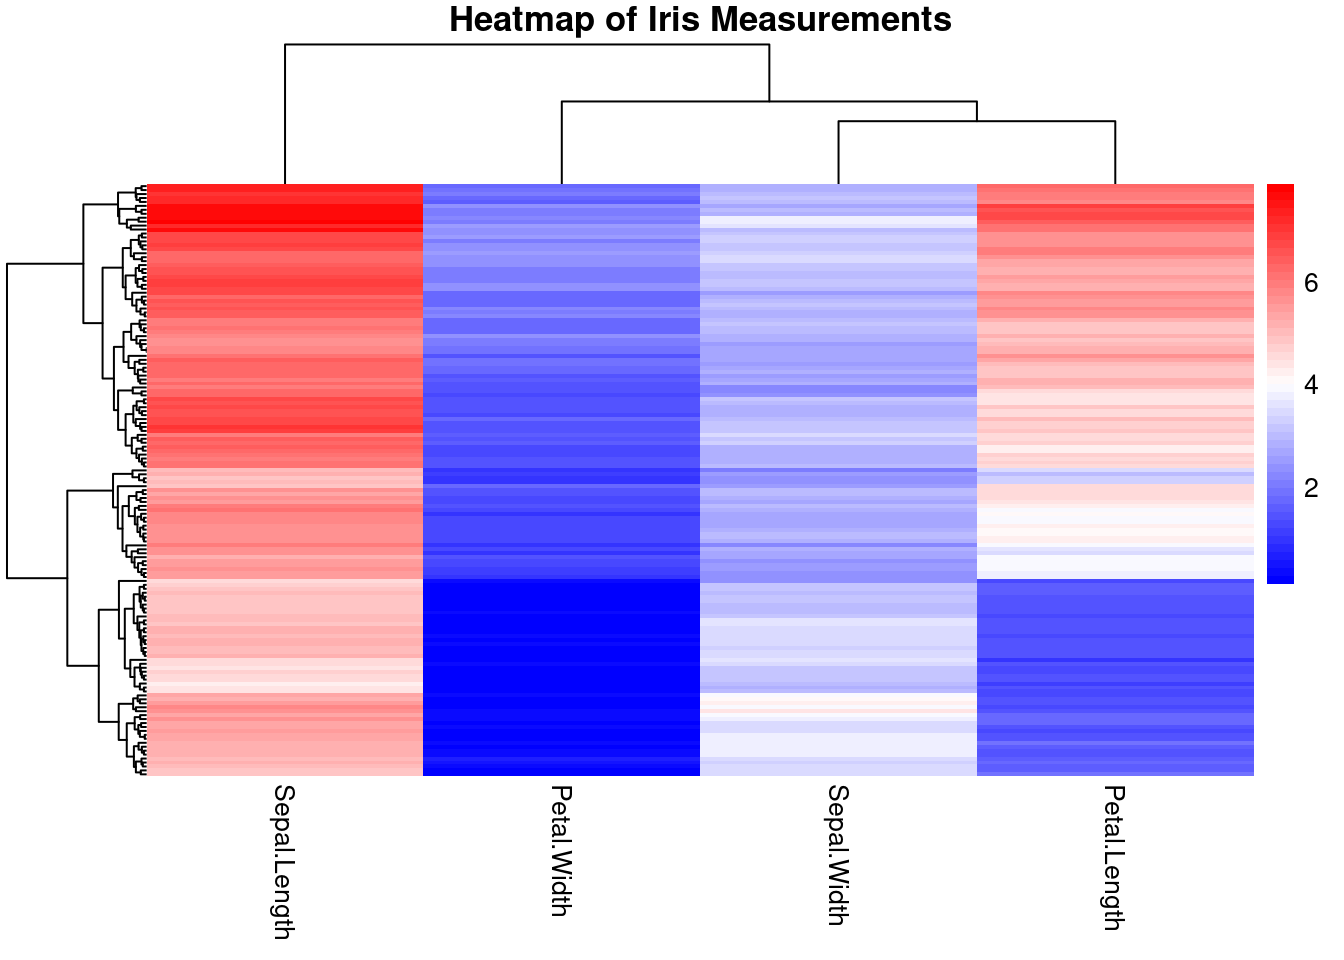 Heatmap of Iris Measurements
6
4
2
Sepal.Length
Petal.Width
Sepal.Width
Petal.Length